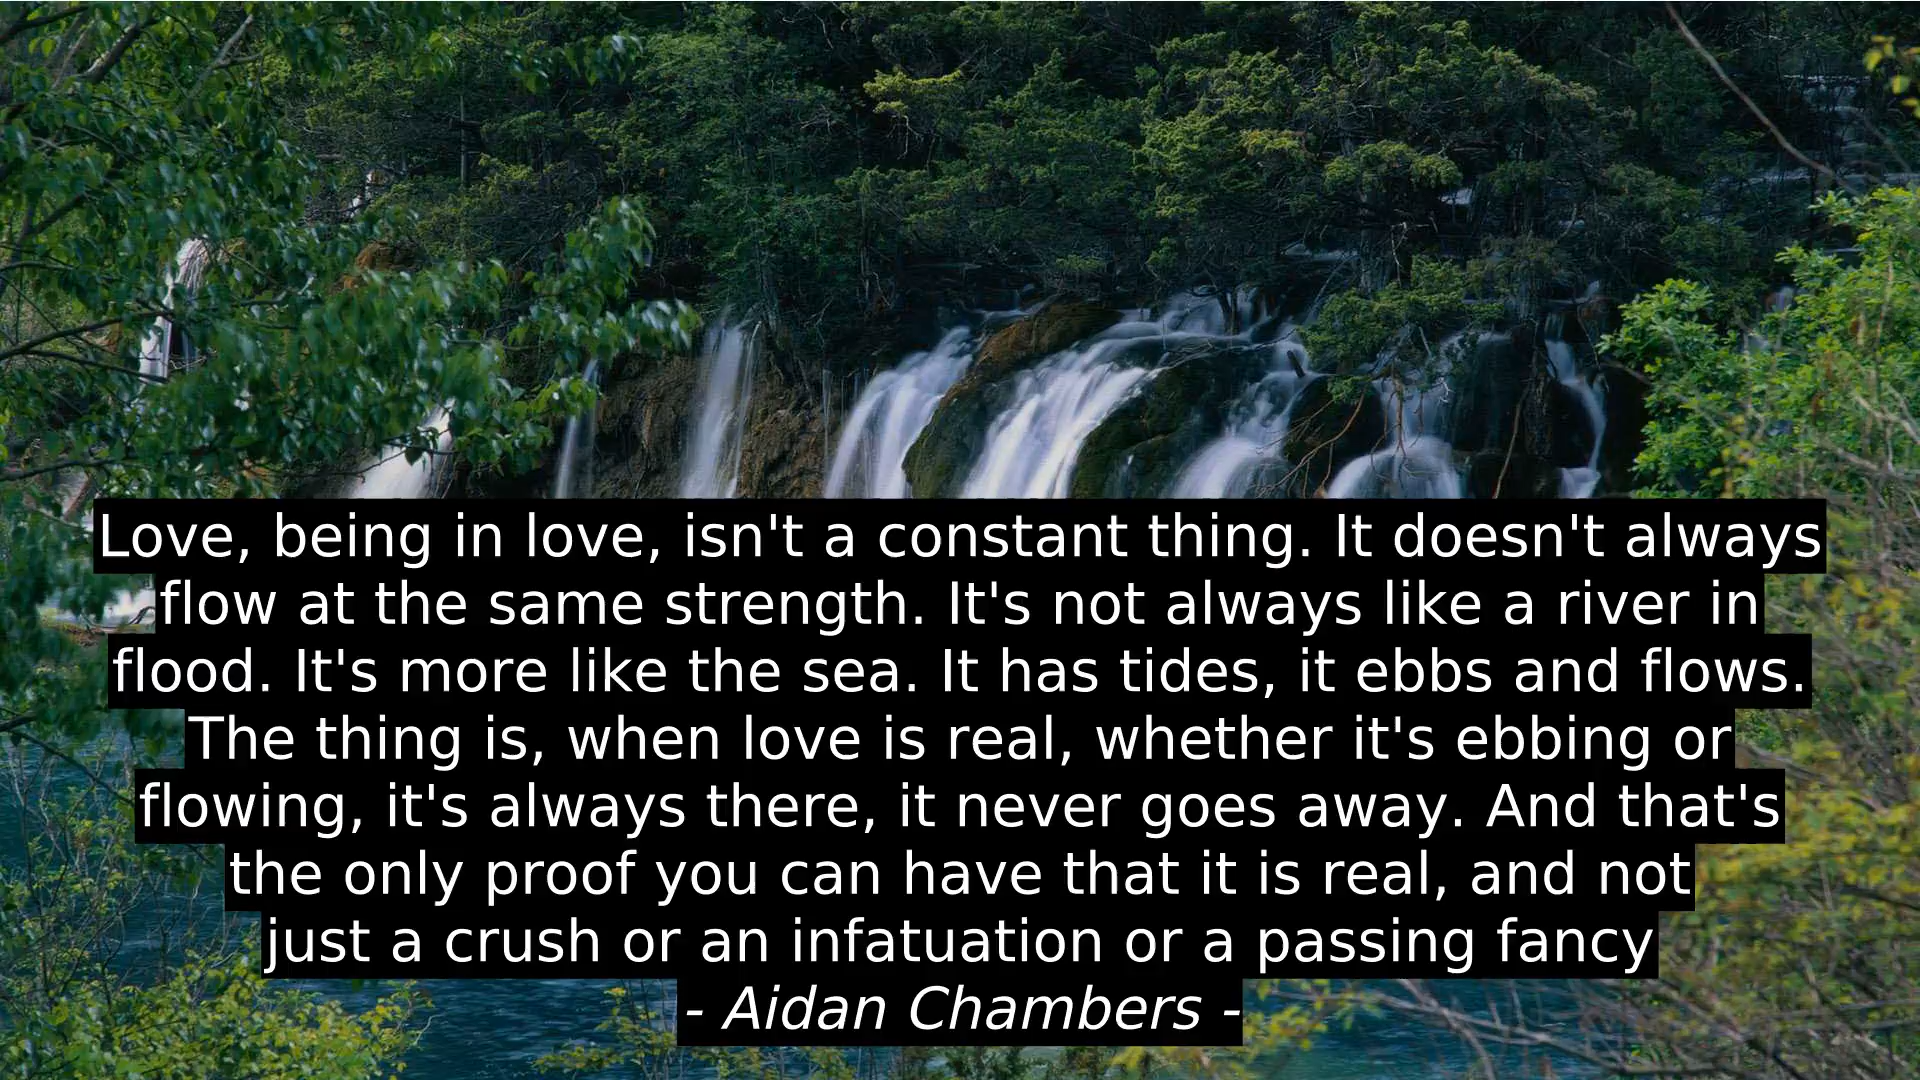 Love, being in love, isn't a constant thing. It doesn't always
flow at the same strength. It's not always like a river in
flood. It's more like the sea. It has tides, it ebbs and flows.
The thing is, when love is real, whether it's ebbing or
flowing, it's always there, it never goes away. And that's
the only proof you can have that it is real, and not
just a crush or an infatuation or a passing fancy
- Aidan Chambers -